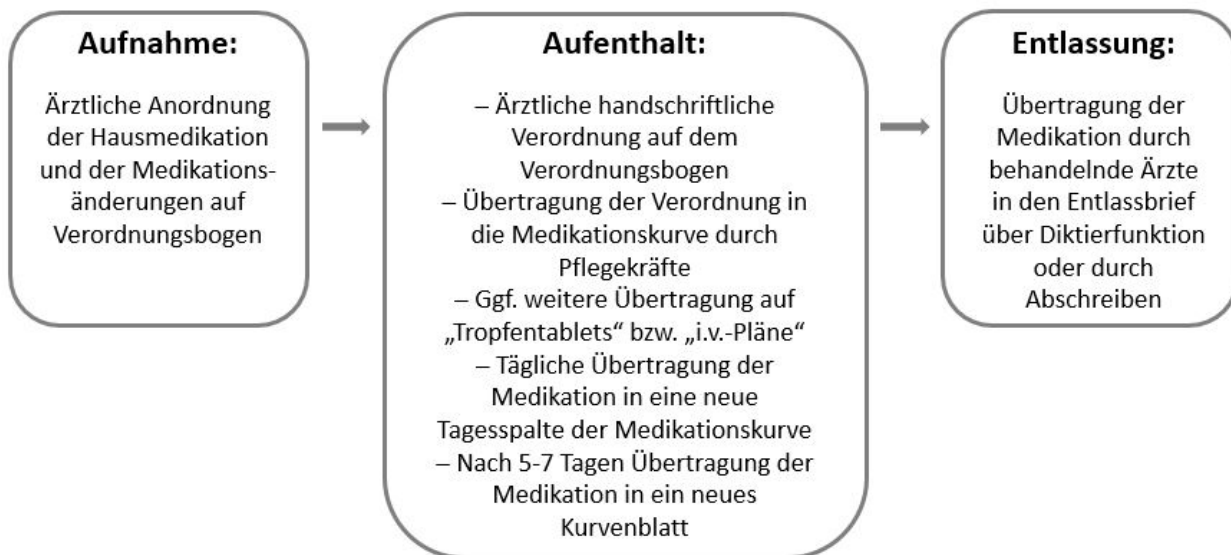 Aufnahme:
Ärztliche Anordnung
der Hausmedikation
und der Medikations-
änderungen auf
Verordnungsbogen
Aufenthalt:
– Ärztliche handschriftliche
Verordnung auf dem
Verordnungsbogen
– Übertragung der Verordnung in
die Medikationskurve durch
Pflegekräfte
– Ggf. weitere Übertragung auf
„Tropfentablets“ bzw. „i.v.-Pläne“
– Tägliche Übertragung der
Medikation in eine neue
Tagesspalte der Medikationskurve
– Nach 5-7 Tagen Übertragung der
Medikation in ein neues
Kurvenblatt
Entlassung:
Übertragung der
Medikation durch
behandelnde Ärzte
in den Entlassbrief
über Diktierfunktion
oder durch
Abschreiben